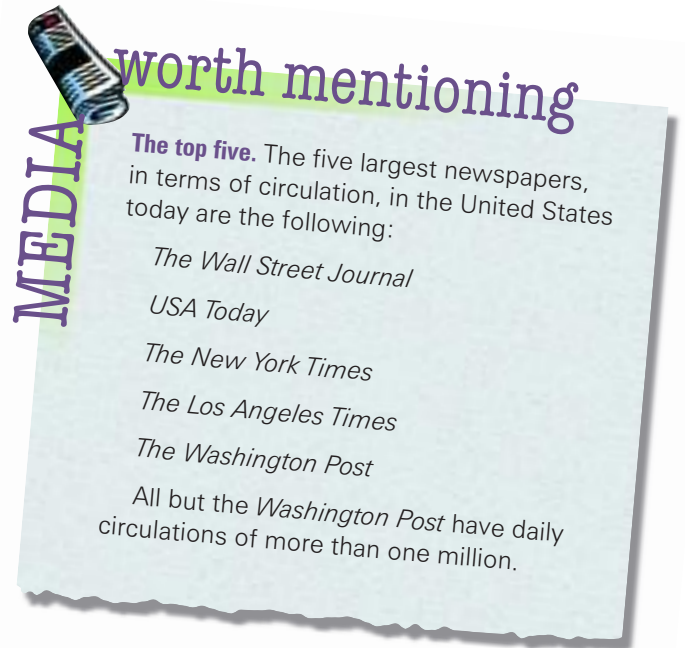 worth mentioning
MEDIA
The top five. The five largest newspapers,
in terms of circulation, in the United States
today are the following:
The Wall Street Journal
USA Today
The New York Times
The Los Angeles Times
The Washington Post
All but the Washington Post have daily
circulations of more than one million.